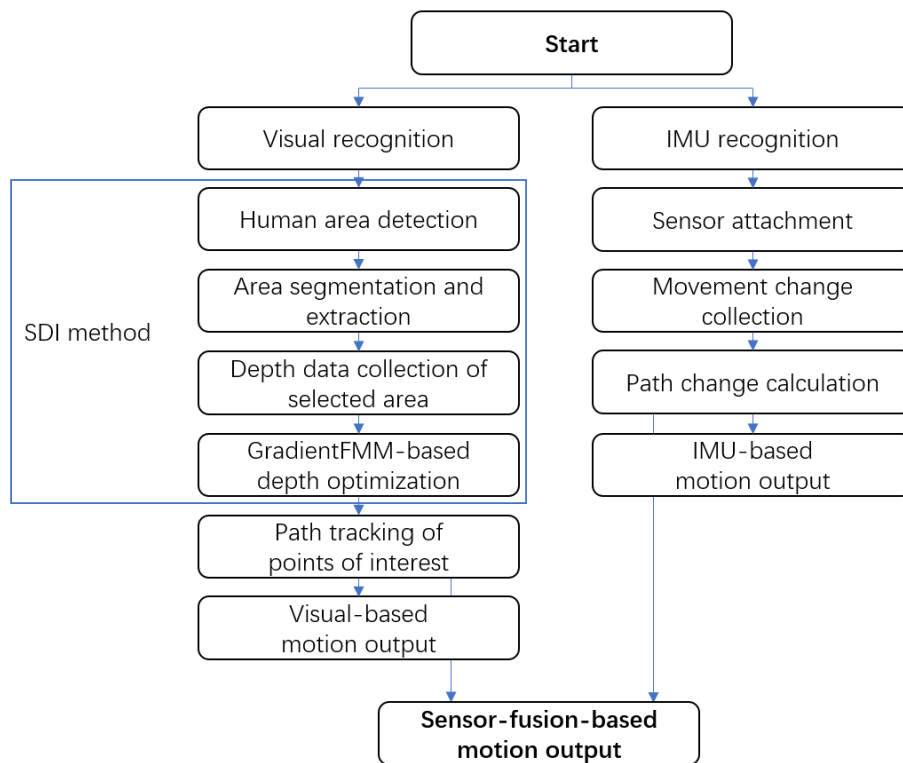 Start
Visual recognition
IMU recognition
Human area detection
Sensor attachment
Area segmentation and
extraction
Movement change
collection
SDI method
Depth data collection of
selected area
Path change calculation
GradientFMM-based
depth optimization
IMU-based
motion output
Path tracking of
points of interest
Visual-based
motion output
Sensor-fusion-based
motion output